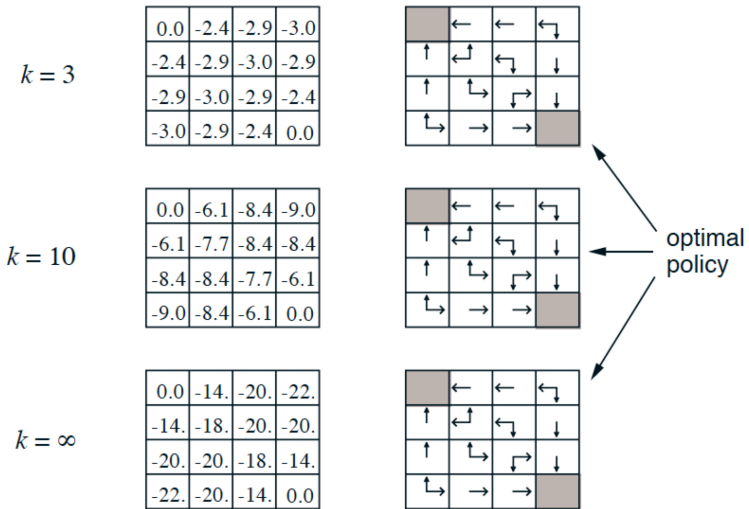 0.0 -2.4 -2.9 -3.0
-2.4 -2.9 -3.0 -2.9
k = 3
-2.9 -3.0 -2.9 -2.4
-3.0 -2.9 -2.4 0.0
0.0 -6.1 -8.4 -9.0
-6.1 -7.7 -8.4 -8.4
k = 10
-8.4 -8.4 -7.7 -6.1
-9.0 -8.4 -6.1 0.0
optimal
policy
0.0 -14. -20. -22.
-14. -18. -20. -20.
k = ∞
-20. -20. -18. -14.
-22. -20. -14. 0.0